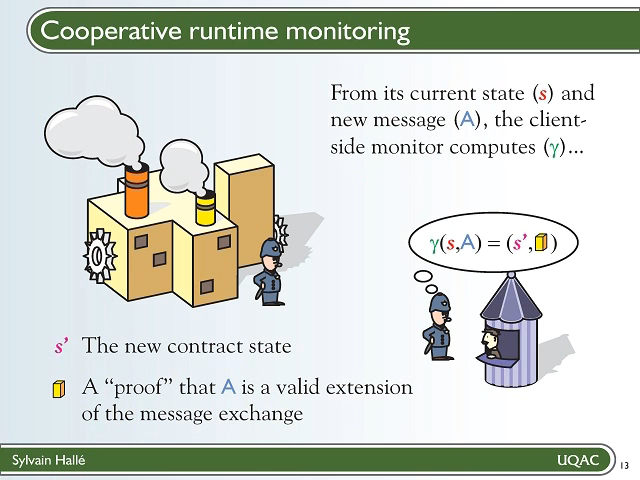 Cooperative runtime monitoring
From its current state (s) and
new message (A), the client-
side monitor computes (γ)...
γ(s,A) = (s’, )
s’ The new contract state
A “proof” that A is a valid extension
of the message exchange
Sylvain Hallé
UQAC
13